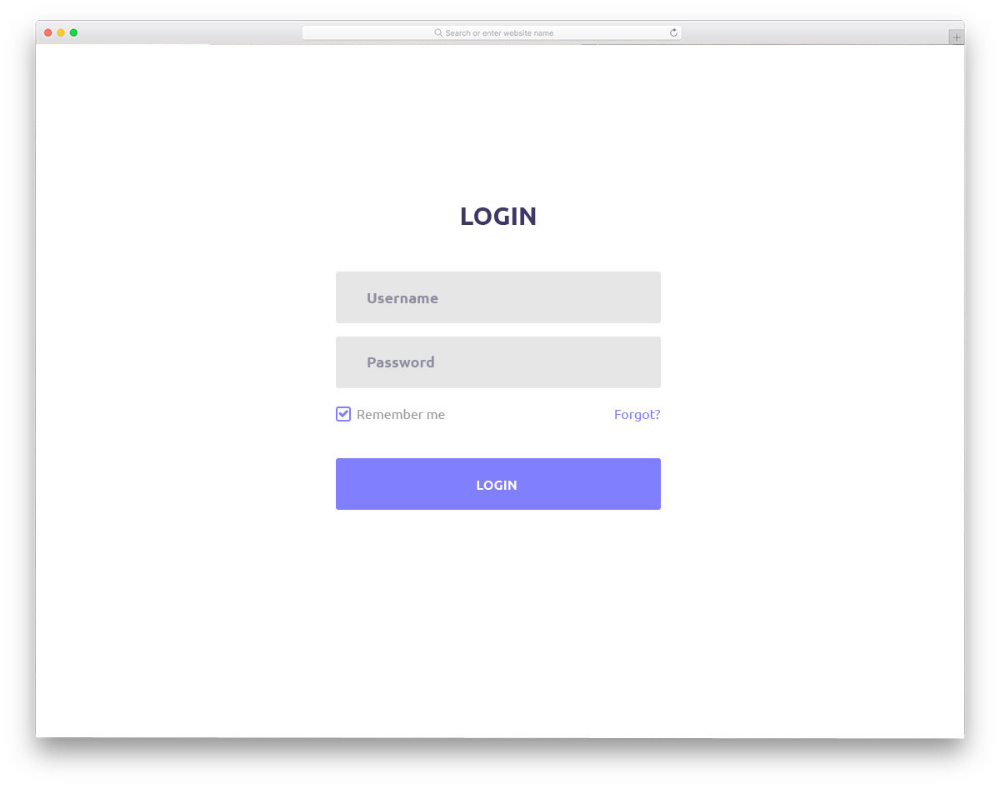 Search or enter website name
LOGIN
Username
Password
Remember me Forgot?
LOGIN